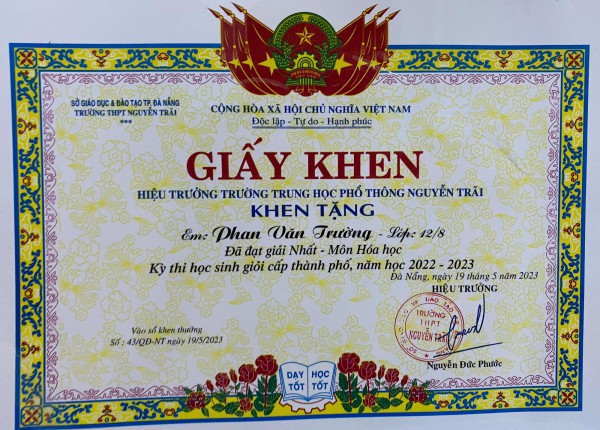 SỞ GIÁO DỤC & ĐÀO TẠO TP. ĐÀ NẴNG
TRƯỜNG THPT NGUYỄN TRÃI
***
CỘNG HÒA XÃ HỘI CHỦ NGHĨA VIỆT NAM
Độc lập - Tự do - Hạnh phúc
GIẤY KHEN
HIỆU TRƯỞNG TRƯỜNG TRUNG HỌC PHỔ THÔNG NGUYỄN TRÃI
KHEN TẶNG
Em: Phan Văn Trường - Lớp: 12/8
Đã đạt giải Nhất - Môn Hóa học
Kỳ thi học sinh giỏi cấp thành phố, năm học 2022 - 2023
Đà Nẵng, ngày 19 tháng 5 năm 2023
HIỆU TRƯỞNG
TRƯỜNG
THPT
NGUYỄN TRÃI
Vào sổ khen thưởng
Số : 43/QĐ-NT ngày 19/5/2023
Nguyễn Đức Phước
DẠY HỌC
TỐT TỐT